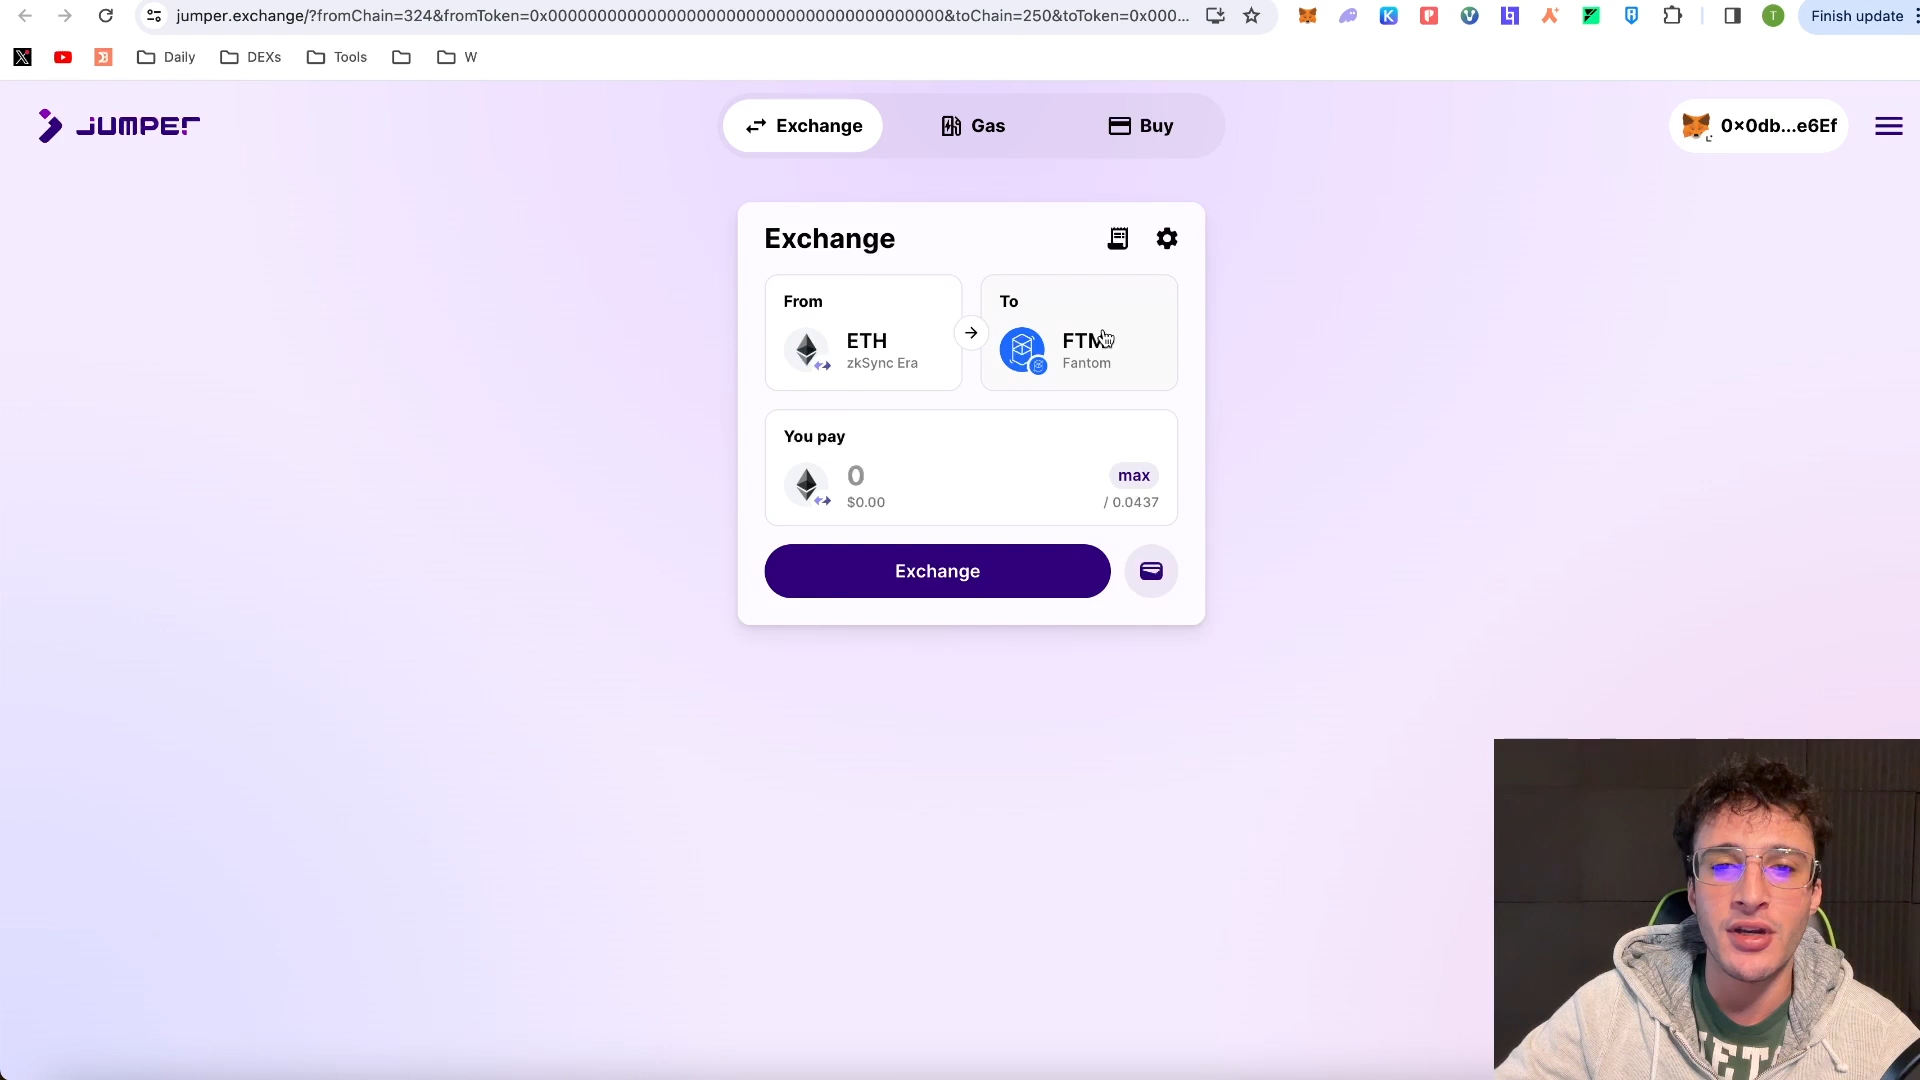 jumper.exchange/?fromChain=324&fromToken=0x0000000000000000000000000000000000000000&toChain=250&toToken=0x000...
T
Finish update
Daily
DEXs
Tools
W
JUMPER
Exchange
Gas
Buy
0x0db...e6Ef
Exchange
From
To
ETH
FTM
zkSync Era
Fantom
You pay
0
max
$0.00
/ 0.0437
Exchange